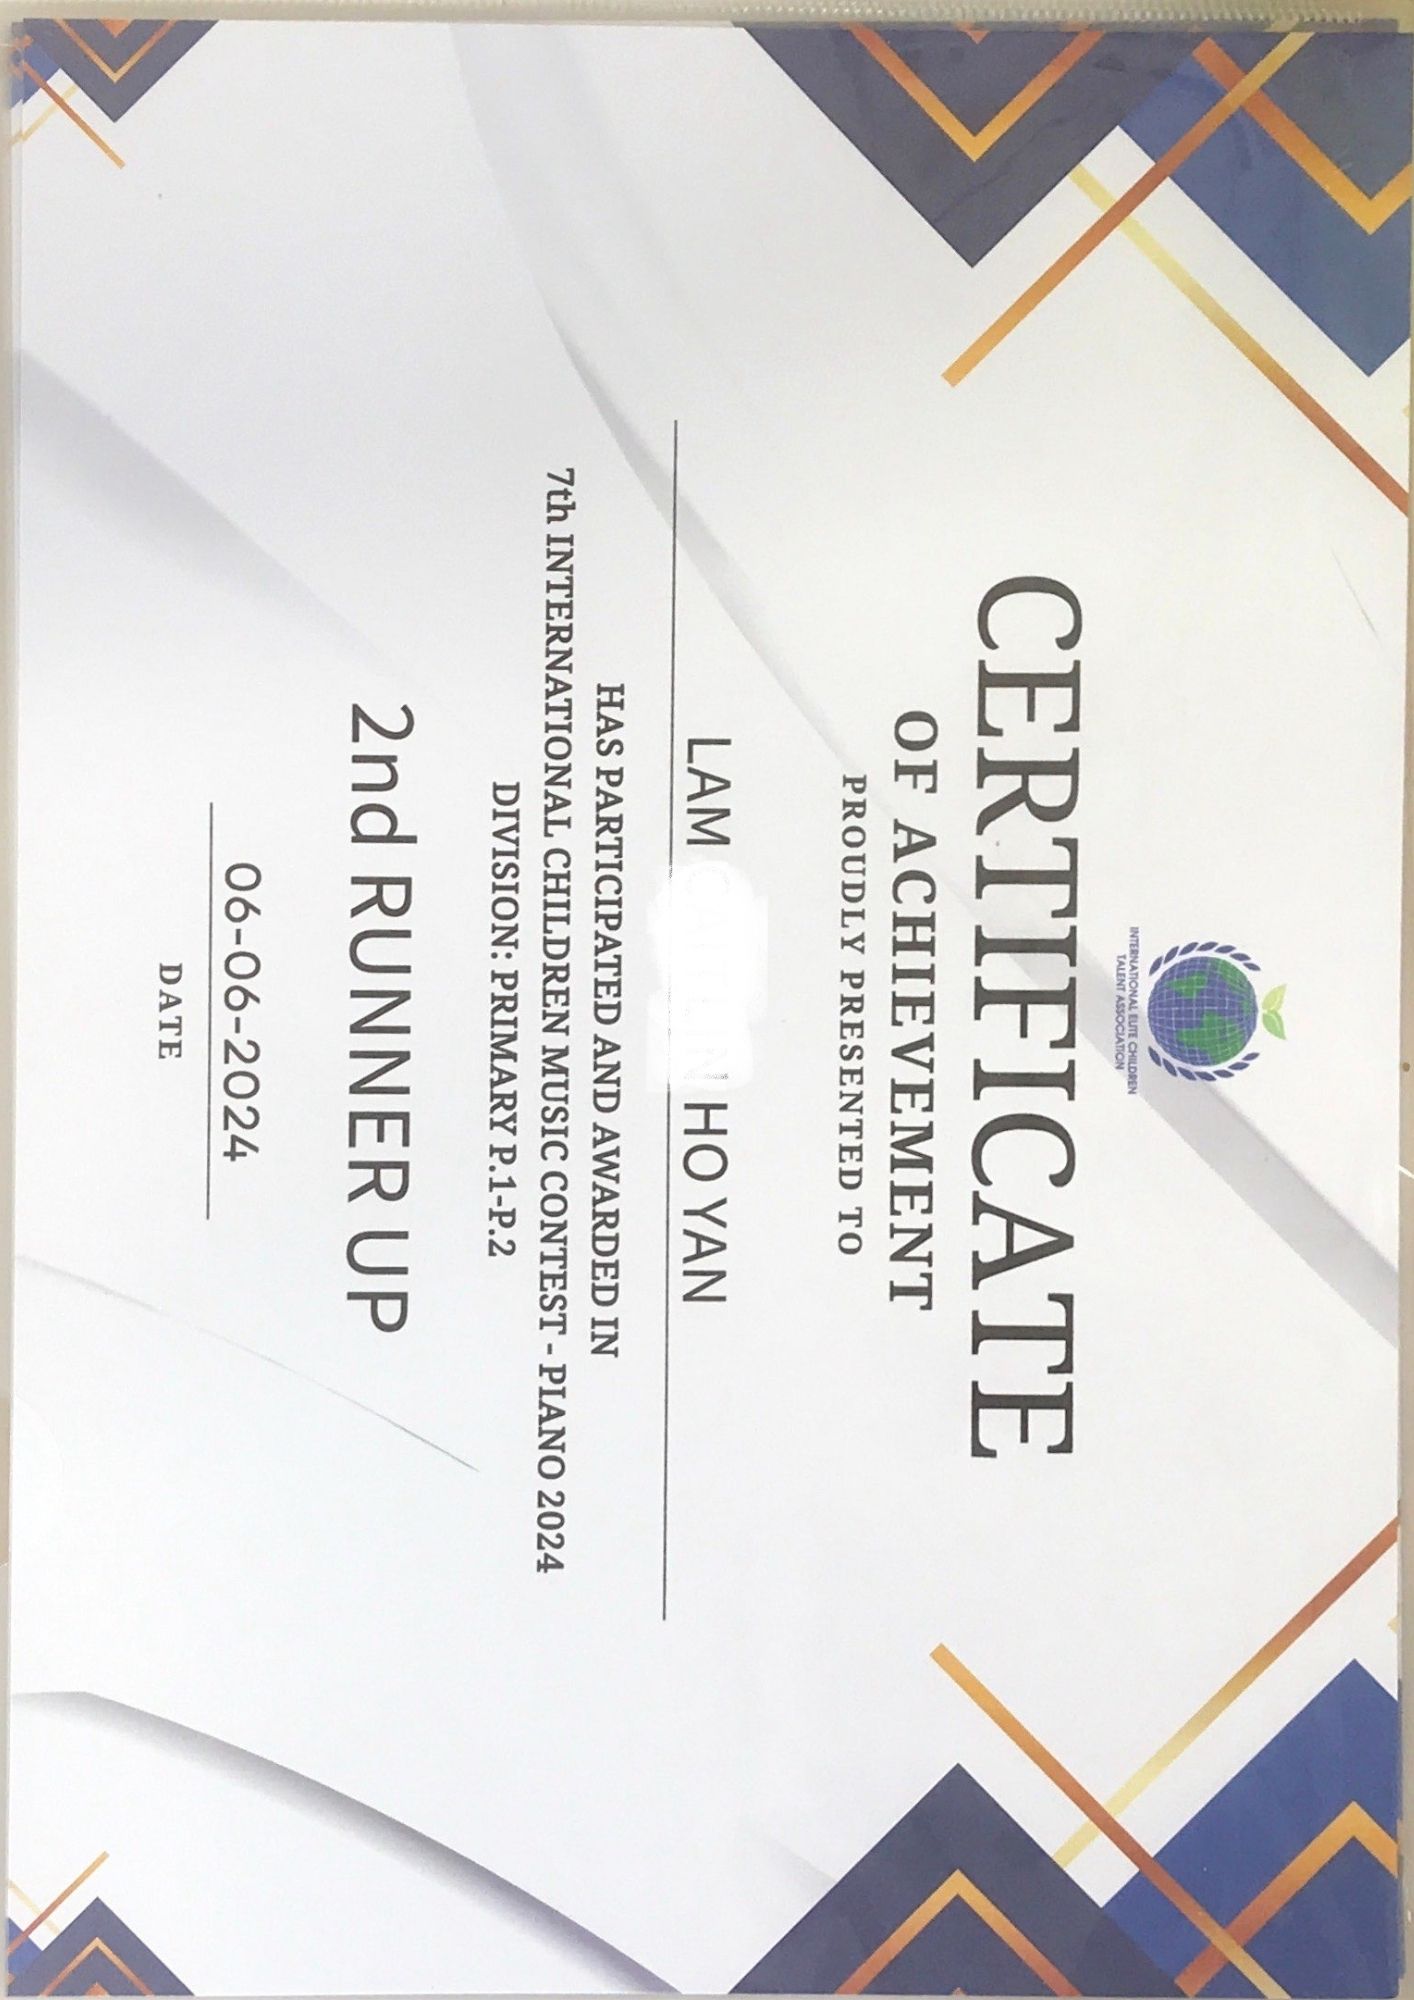 INTERNATIONAL ELITE CHILDREN
TALENT ASSOCIATION
CERTIFICATE
OF ACHIEVEMENT
PROUDLY PRESENTED TO
LAM HO YAN
HAS PARTICIPATED AND AWARDED IN
7th INTERNATIONAL CHILDREN MUSIC CONTEST - PIANO 2024
DIVISION: PRIMARY P.1-P.2
2nd RUNNER UP
06-06-2024
DATE